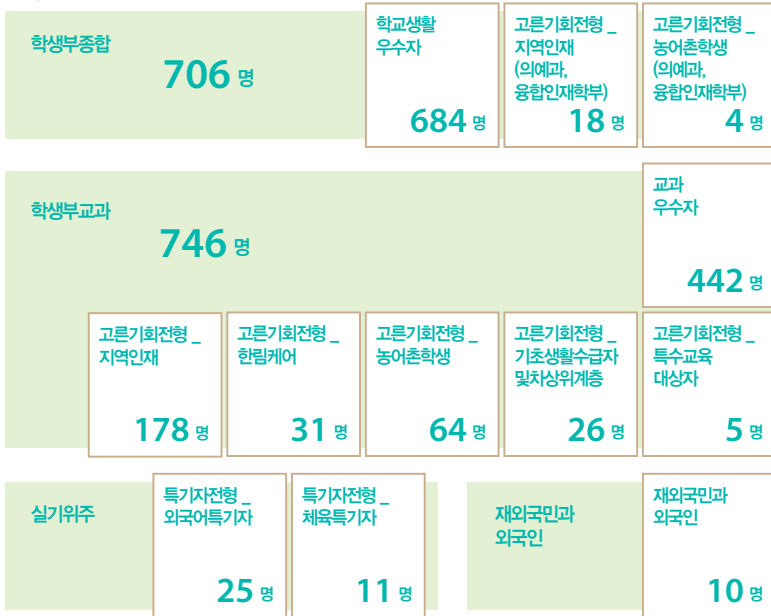 학생부종합
706 명
학교생활
우수자
684 명
고른기회전형 _
지역인재
(의예과,
융합인재학부)
18 명
고른기회전형 _
농어촌학생
(의예과,
융합인재학부)
4 명
학생부교과
746 명
교과
우수자
442 명
고른기회전형 _
지역인재
178 명
고른기회전형 _
한림케어
31 명
고른기회전형 _
농어촌학생
64 명
고른기회전형 _
기초생활수급자
및차상위계층
26 명
고른기회전형 _
특수교육
대상자
5 명
실기위주
특기자전형 _
외국어특기자
25 명
특기자전형 _
체육특기자
11 명
재외국민과
외국인
재외국민과
외국인
10 명